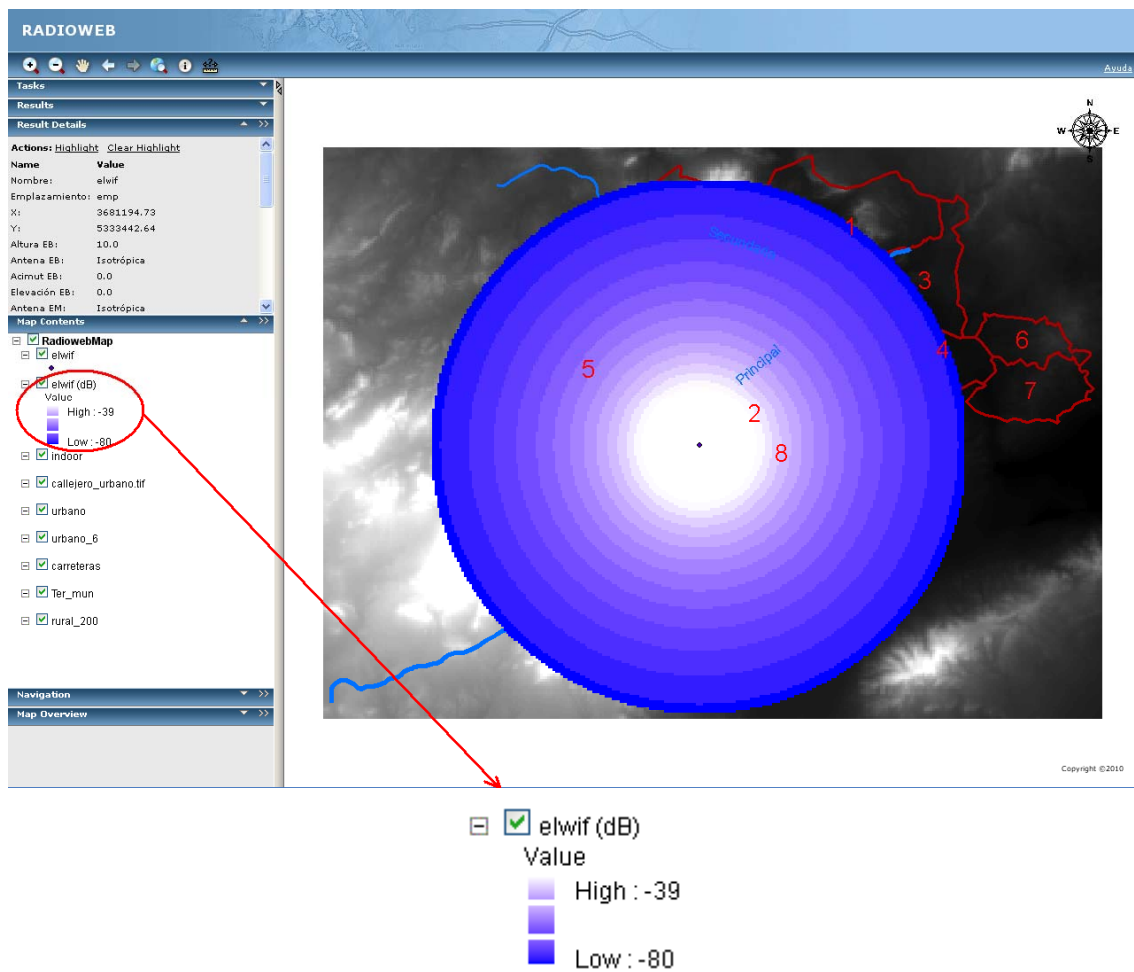 RADIOWEB
Ayuda
Tasks
Results
Result Details
Actions: Highlight Clear Highlight
Name Value
Nombre: elwif
Emplazamiento: emp
X: 3681194.73
Y: 5333442.64
Altura EB: 10.0
Antena EB: Isotrópica
Acimut EB: 0.0
Elevación EB: 0.0
Antena EM: Isotrópica
Map Contents
RadiowebMap
elwif
elwif (dB)
Value
High : -39
Low : -80
indoor
callejero_urbano.tif
urbano
urbano_6
carreteras
Ter_mun
rural_200
Navigation
Map Overview
N
W E
S
1
Secundario
3
4
6
5
Principal
7
2
8
Copyright ©2010
elwif (dB)
Value
High : -39
Low : -80